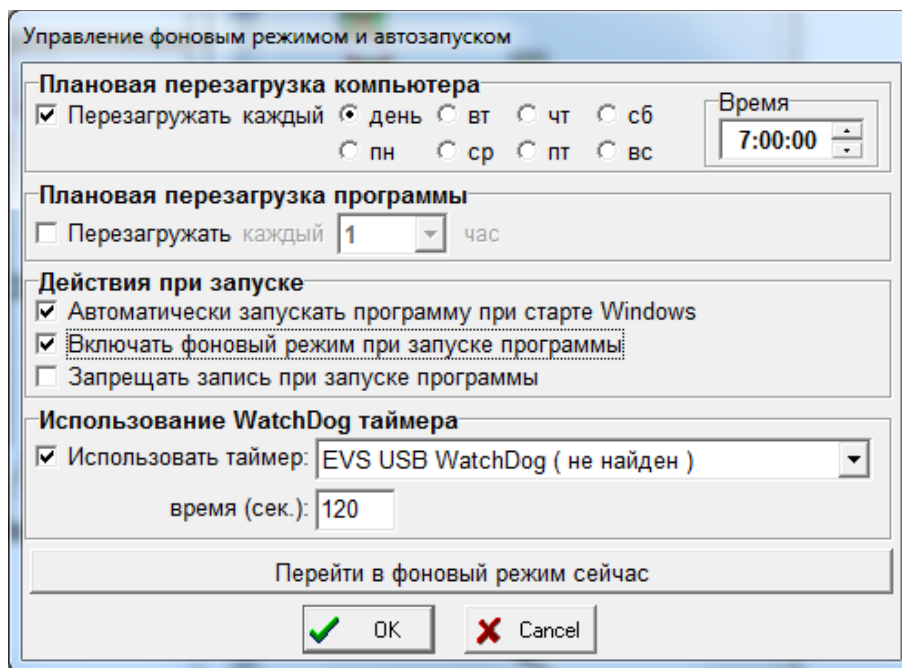 Управление фоновым режимом и автозапуском
Плановая перезагрузка компьютера
Перезагружать каждый день вт чт сб
пн ср пт вс
Время
7:00:00
Плановая перезагрузка программы
Перезагружать каждый 1 час
Действия при запуске
Автоматически запускать программу при старте Windows
Включать фоновый режим при запуске программы
Запрещать запись при запуске программы
Использование WatchDog таймера
Использовать таймер: EVS USB WatchDog ( не найден )
время (сек.): 120
Перейти в фоновый режим сейчас
OK Cancel